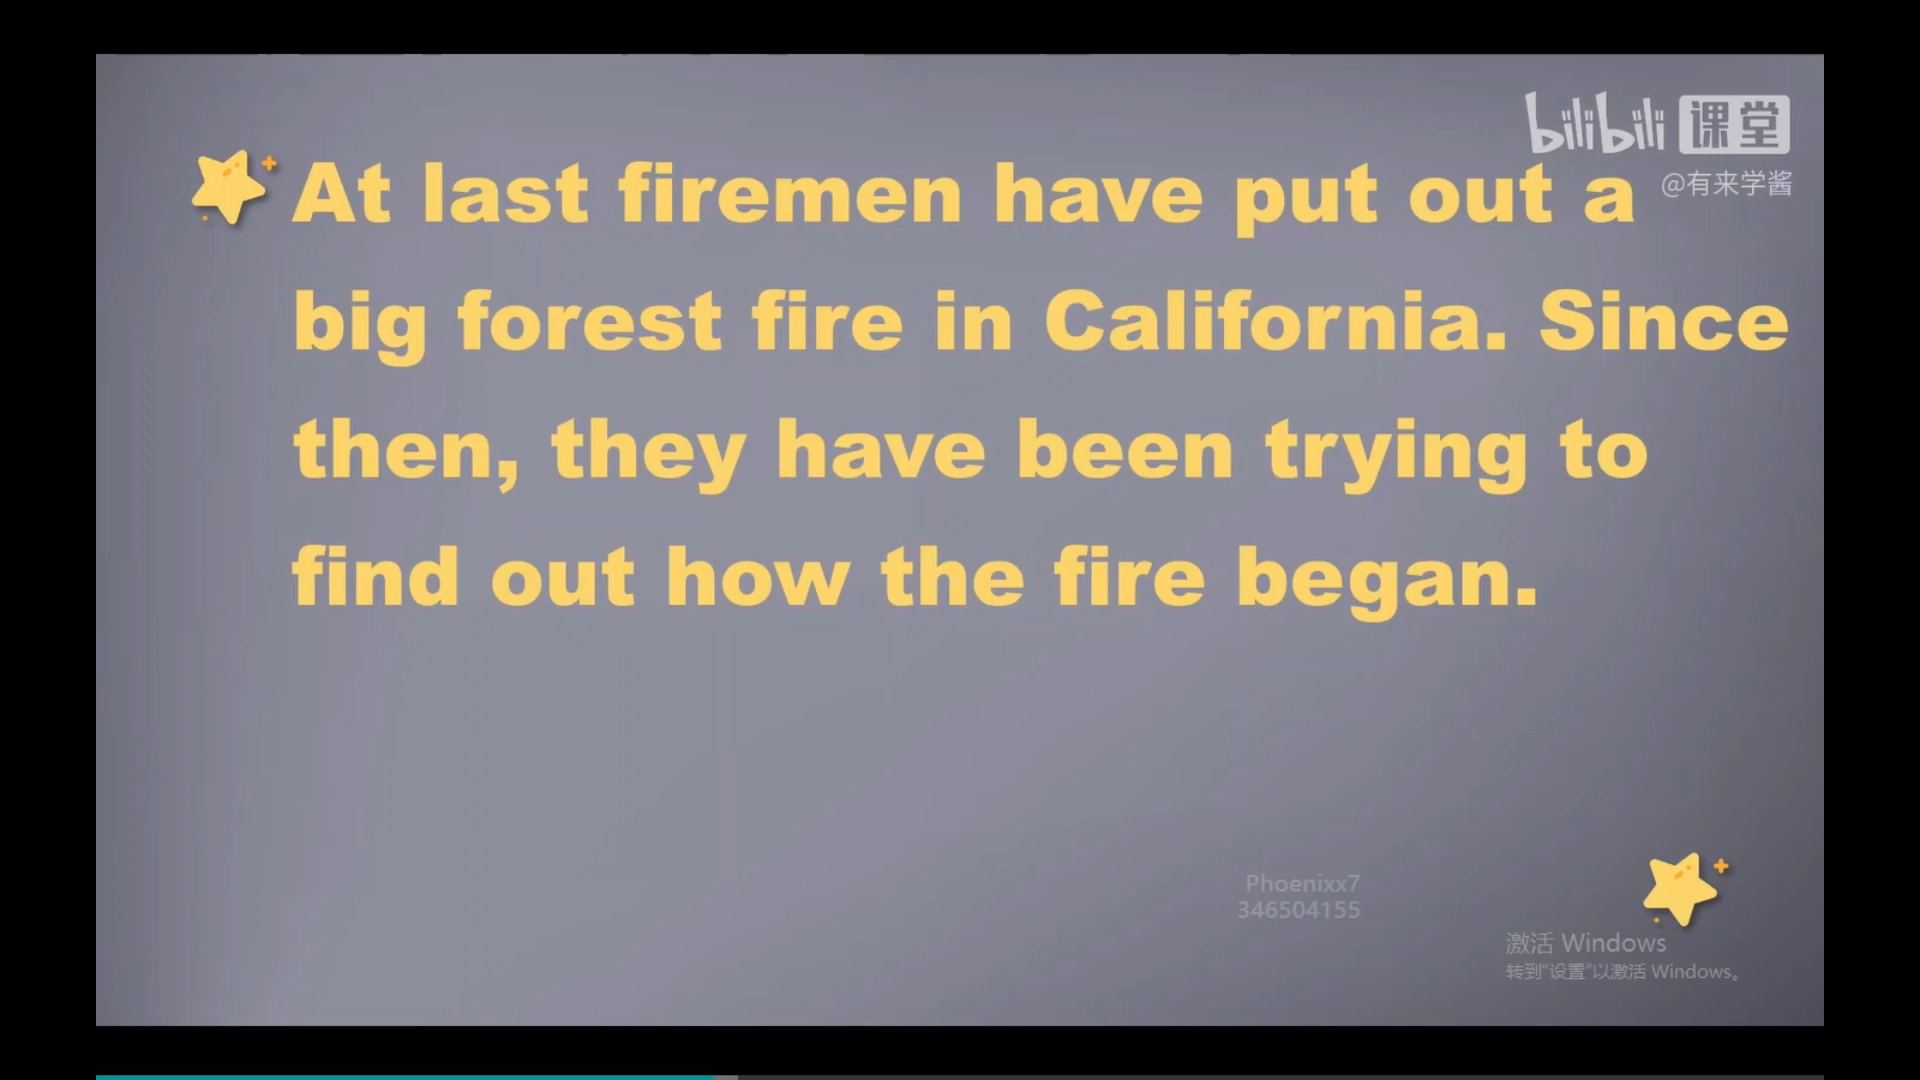 bilibili 课堂
@有来学酱
At last firemen have put out a
big forest fire in California. Since
then, they have been trying to
find out how the fire began.
Phoenixx7
346504155
激活 Windows
转到“设置”以激活 Windows。